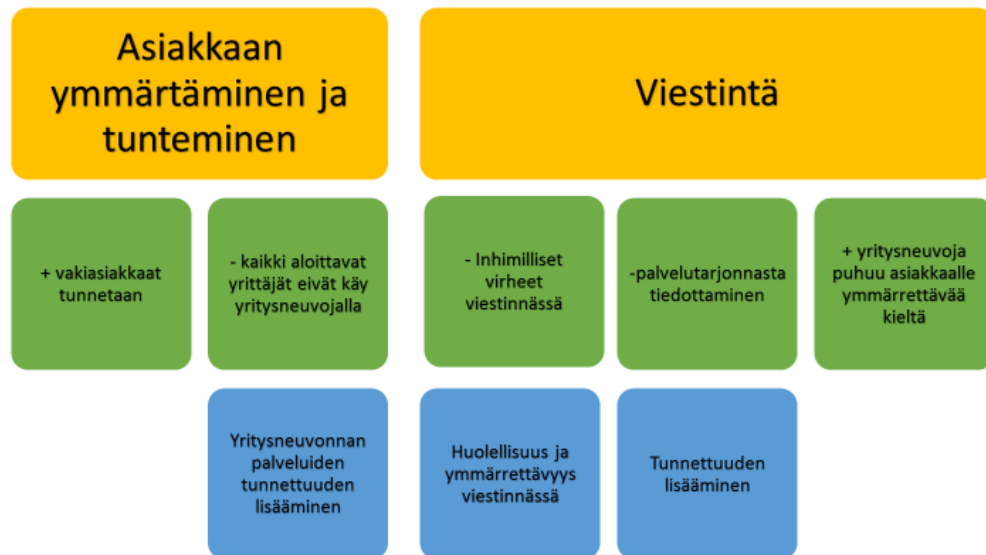 Asiakkaan
ymmärtäminen ja
tunteminen
Viestintä
+ vakiasiakkaat
tunnetaan
- kaikki aloittavat
yrittäjät eivät käy
yritysneuvojalla
- Inhimilliset
virheet
viestinnässä
-palvelutarjonnasta
tiedottaminen
+ yritysneuvoja
puhuu asiakkaalle
ymmärrettävää
kieltä
Yritysneuvonnan
palveluiden
tunnettuuden
lisääminen
Huolellisuus ja
ymmärrettävyys
viestinnässä
Tunnettuuden
lisääminen